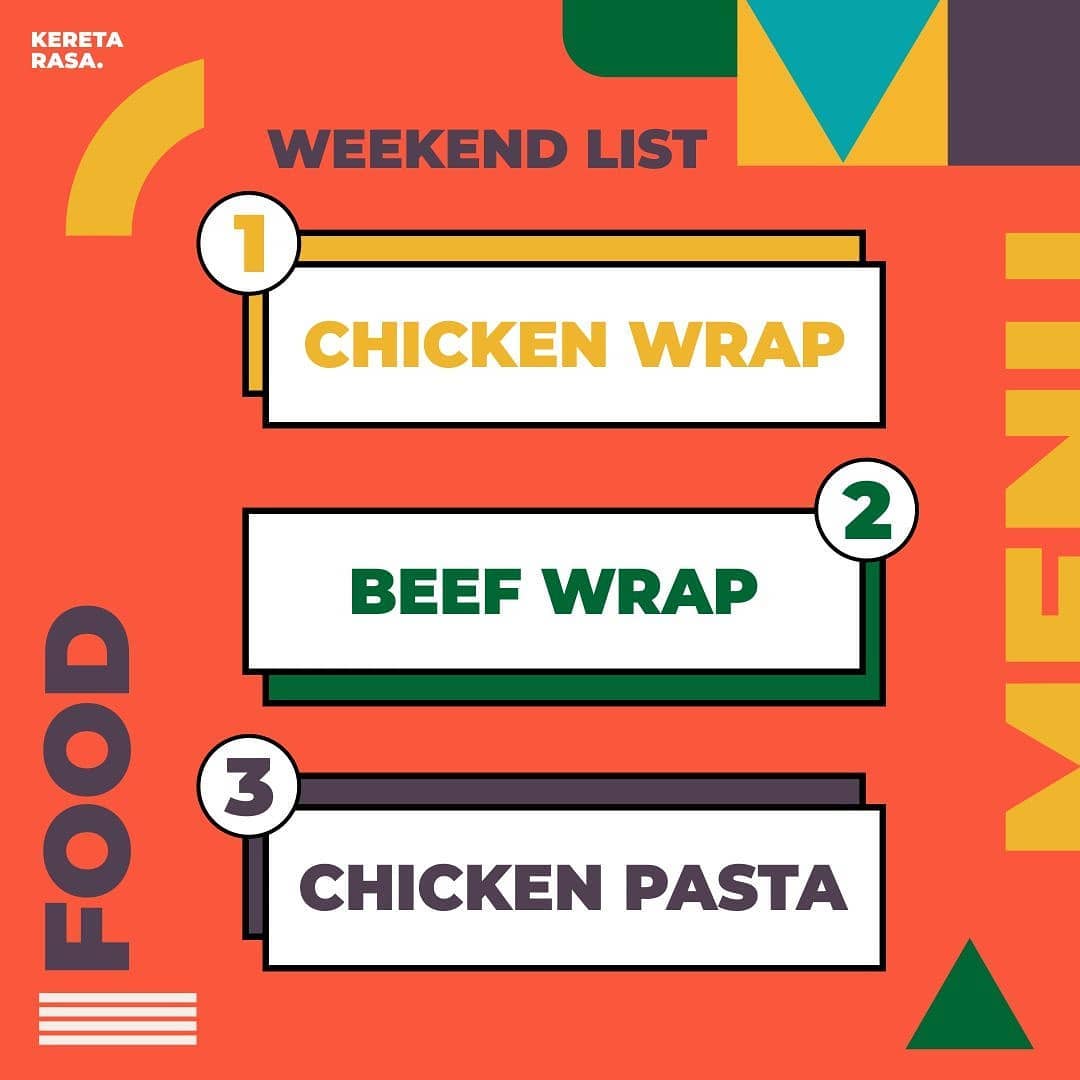 KERETA
RASA.
WEEKEND LIST
1
CHICKEN WRAP
2
BEEF WRAP
3
CHICKEN PASTA
FOOD
MENU